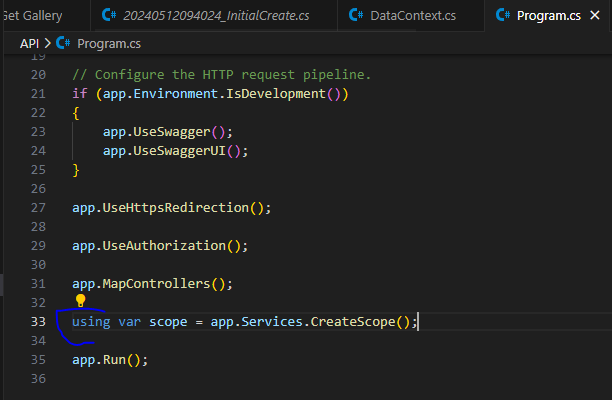 Get Gallery
C# 20240512094024_InitialCreate.cs
C# DataContext.cs
C# Program.cs ×
API > C# Program.cs
19
20 // Configure the HTTP request pipeline.
21 if (app.Environment.IsDevelopment())
22 {
23     app.UseSwagger();
24     app.UseSwaggerUI();
25 }
26
27 app.UseHttpsRedirection();
28
29 app.UseAuthorization();
30
31 app.MapControllers();
32
33 using var scope = app.Services.CreateScope();
34
35 app.Run();
36